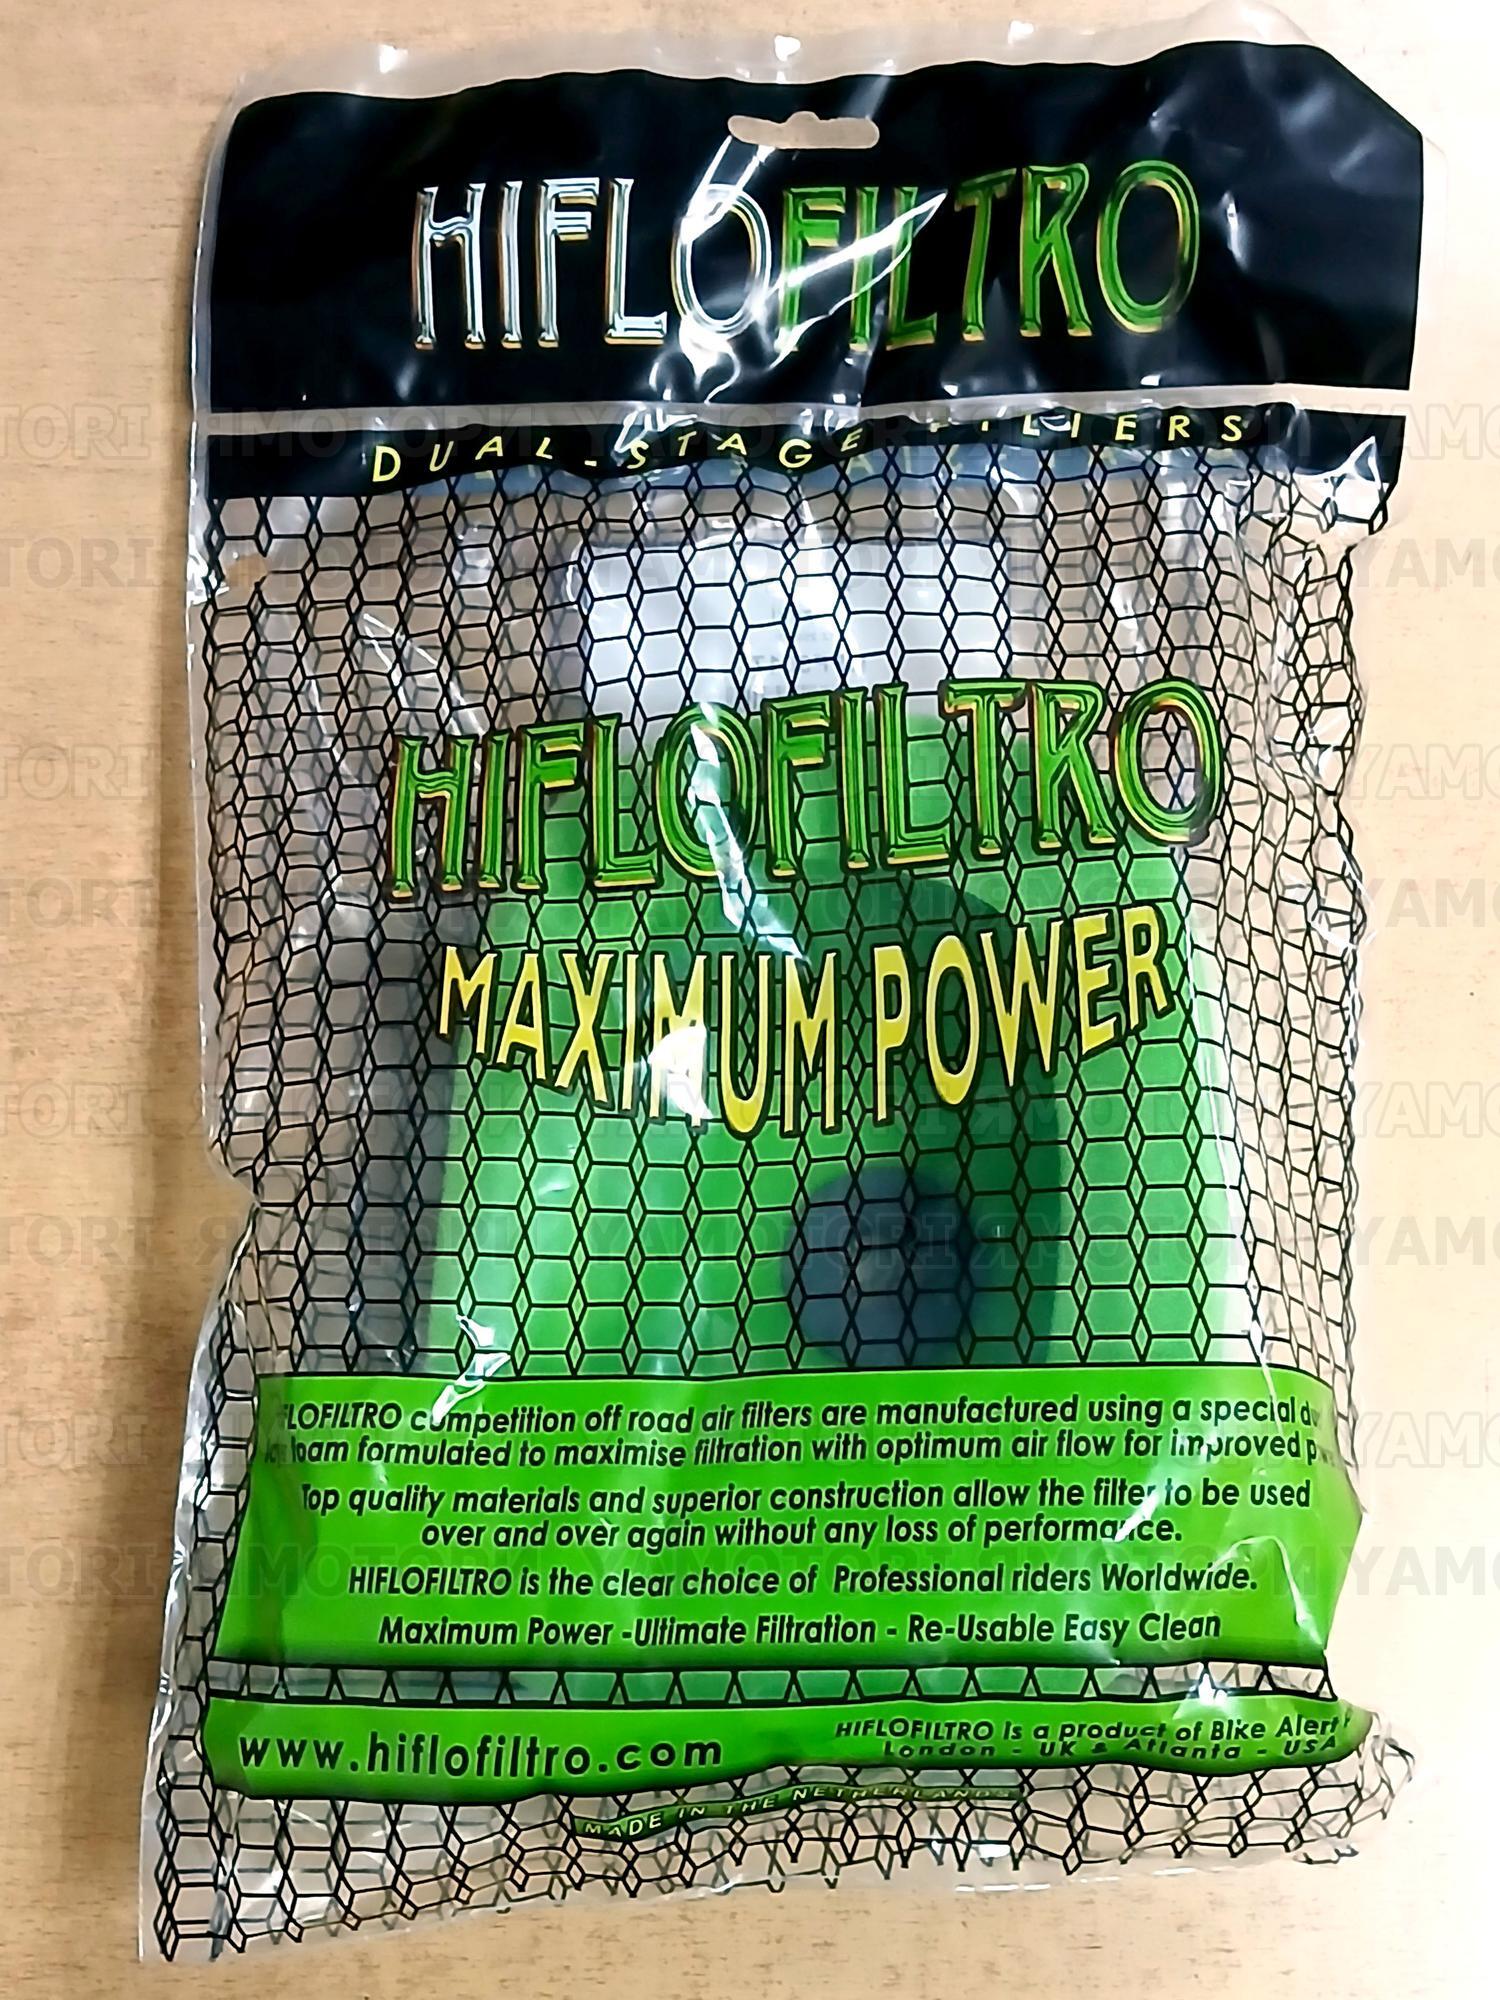 HIFLOFILTRO
DUAL-STAGE FILTERS
HIFLOFILTRO
MAXIMUM POWER
LOFILTRO competition off road air filters are manufactured using a special
foam formulated to maximise filtration with optimum air flow for improved
Top quality materials and superior construction allow the filter to be used
over and over again without any loss of performance.
HIFLOFILTRO is the clear choice of Professional riders Worldwide.
Maximum Power -Ultimate Filtration - Re-Usable Easy Clean
www.hiflofiltro.com
HIFLOFILTRO is a product of Bike Alert
London - UK & Atlanta - USA
MADE IN THE NETHERLANDS
YAMOTORI ЯМОТОРИ